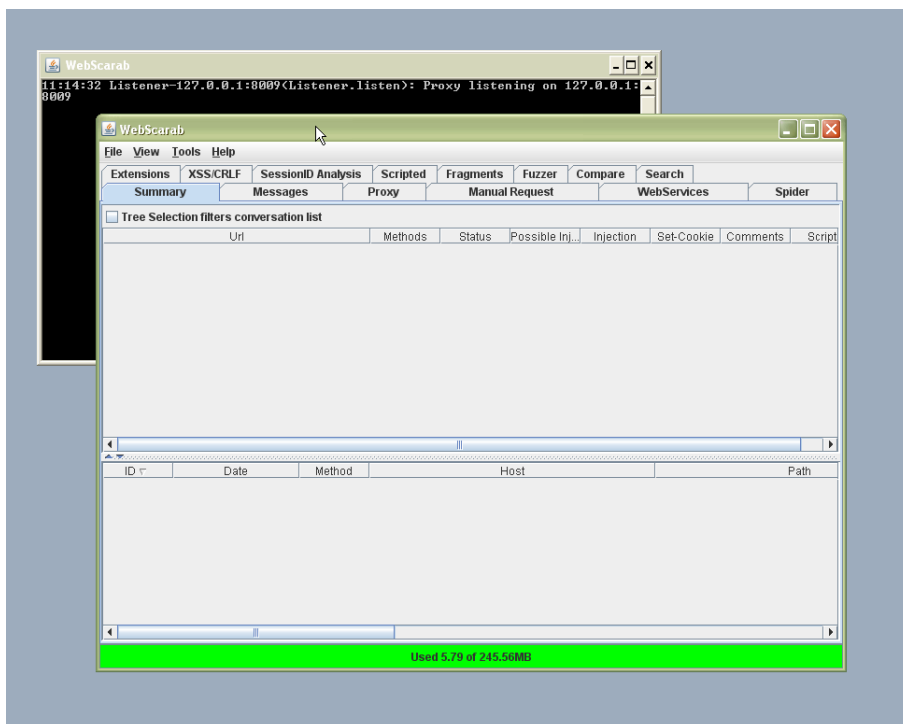 WebScarab
11:14:32 Listener-127.0.0.1:8009(Listener.listen): Proxy listening on 127.0.0.1:
8009
WebScarab
File View Tools Help
Extensions XSS/CRLF SessionID Analysis Scripted Fragments Fuzzer Compare Search
Summary Messages Proxy Manual Request WebServices Spider
Tree Selection filters conversation list
Url Methods Status Possible Inj... Injection Set-Cookie Comments Script
ID Date Method Host Path
Used 5.79 of 245.56MB